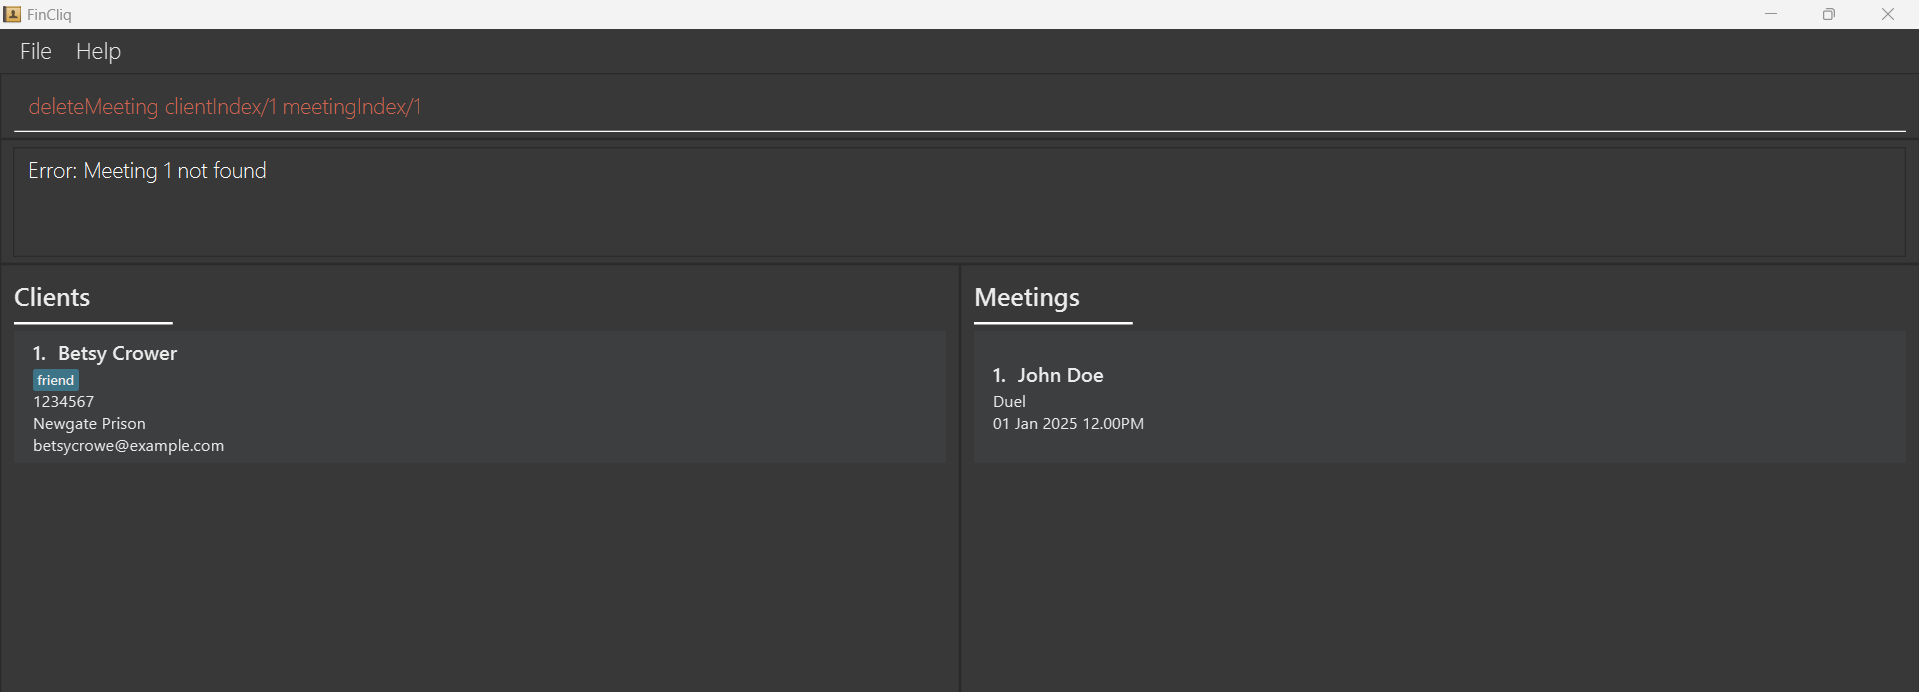 FinCliq
File Help
deleteMeeting clientIndex/1 meetingIndex/1
Error: Meeting 1 not found
Clients
1. Betsy Crower
friend
1234567
Newgate Prison
betsycrowe@example.com
Meetings
1. John Doe
Duel
01 Jan 2025 12.00PM